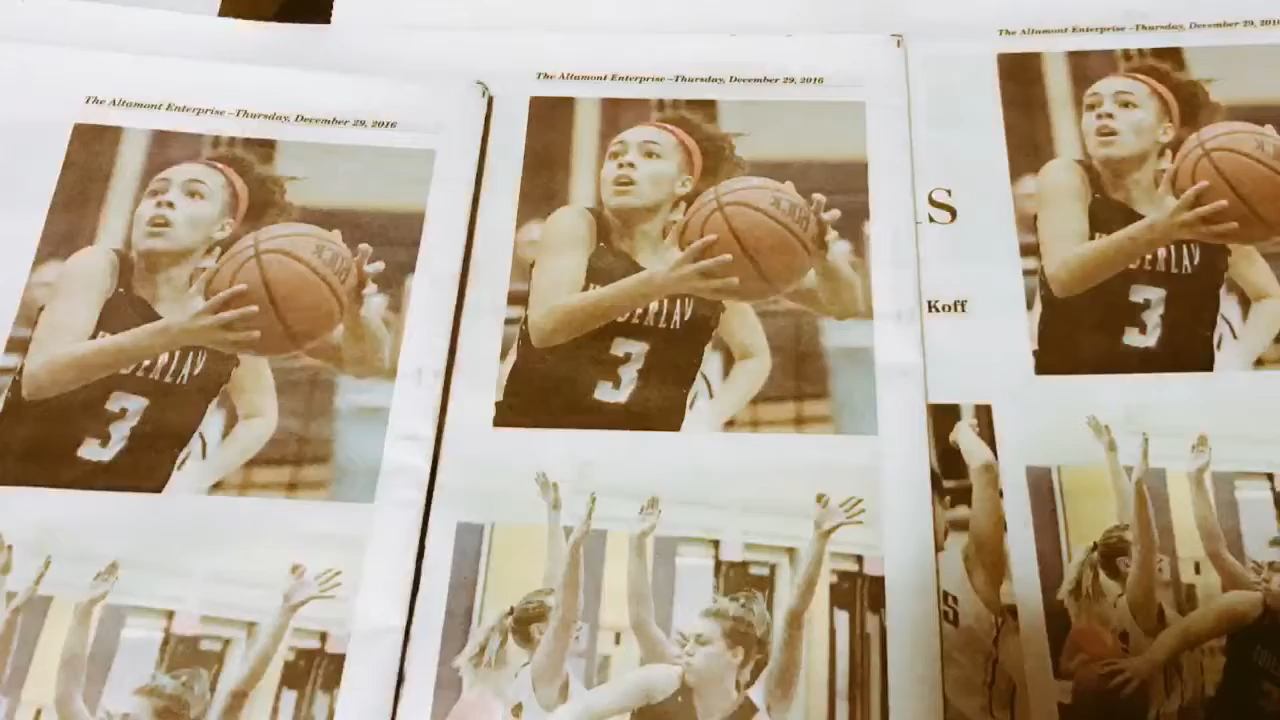 The Altamont Enterprise –Thursday, December 29, 2016
3
The Altamont Enterprise –Thursday, December 29, 2016
3
S
Koff
The Altamont Enterprise –Thursday, December 29, 2016
3
S